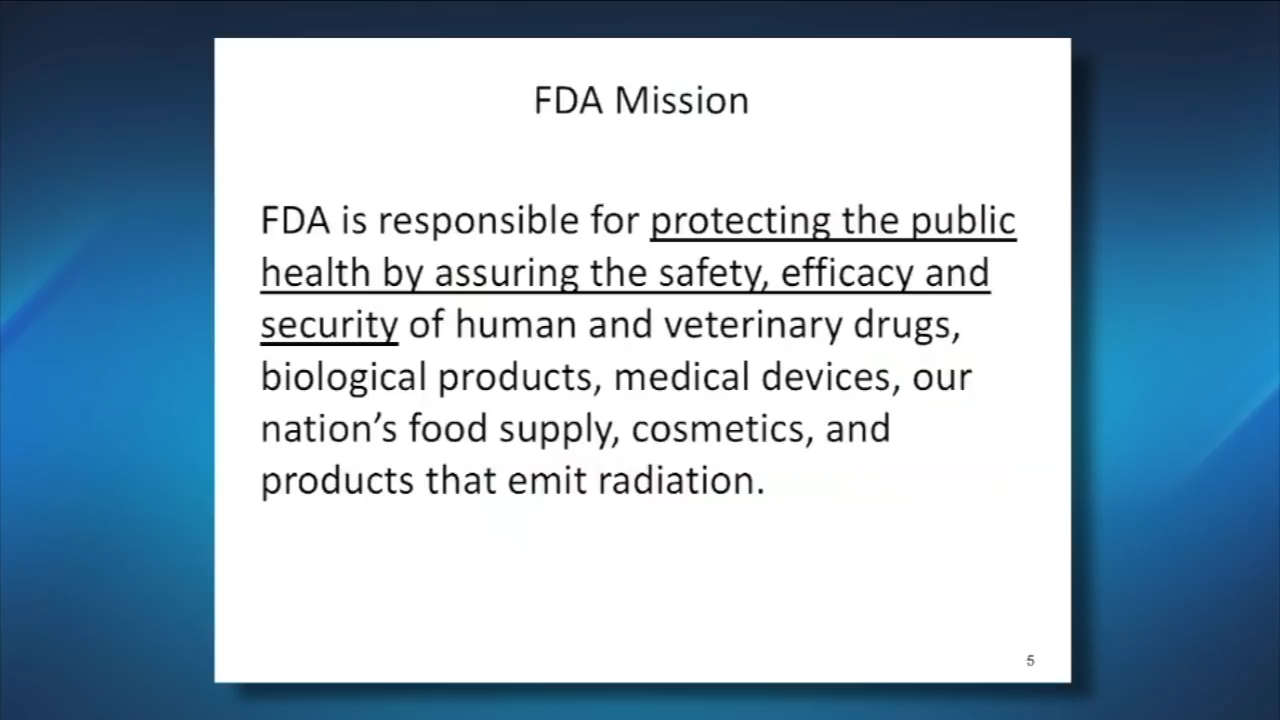 FDA Mission
FDA is responsible for protecting the public
health by assuring the safety, efficacy and
security of human and veterinary drugs,
biological products, medical devices, our
nation’s food supply, cosmetics, and
products that emit radiation.
5